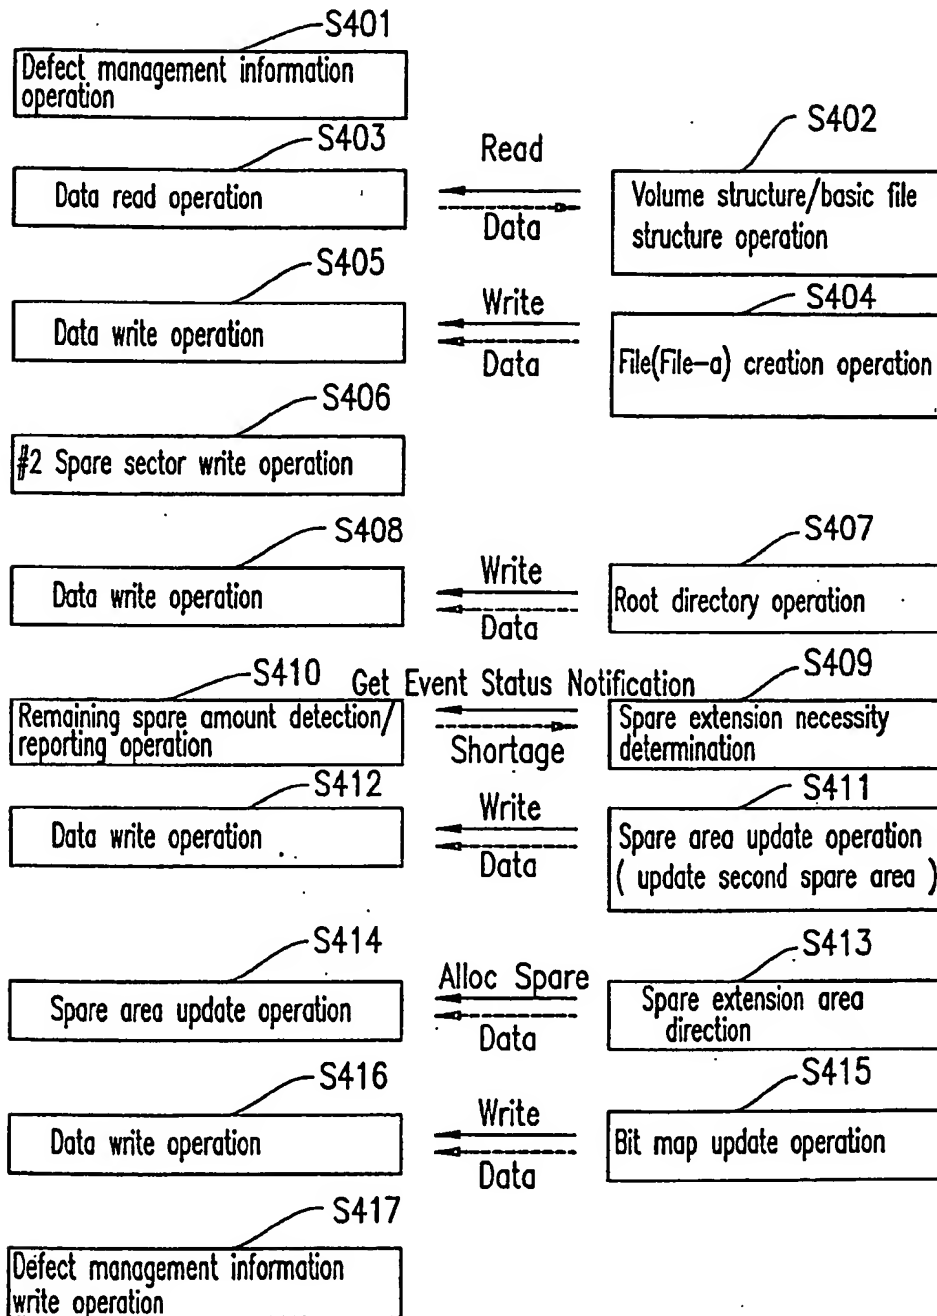 S401
Defect management information
operation
S403
Data read operation
Read
Data
S402
Volume structure/basic file
structure operation
S405
Data write operation
Write
Data
S404
File(File-a) creation operation
S406
#2 Spare sector write operation
S408
Data write operation
Write
Data
S407
Root directory operation
S410
Remaining spare amount detection/
reporting operation
Get Event Status Notification
Shortage
S409
Spare extension necessity
determination
S412
Data write operation
Write
Data
S411
Spare area update operation
( update second spare area )
S414
Spare area update operation
Alloc Spare
Data
S413
Spare extension area
direction
S416
Data write operation
Write
Data
S415
Bit map update operation
S417
Defect management information
write operation